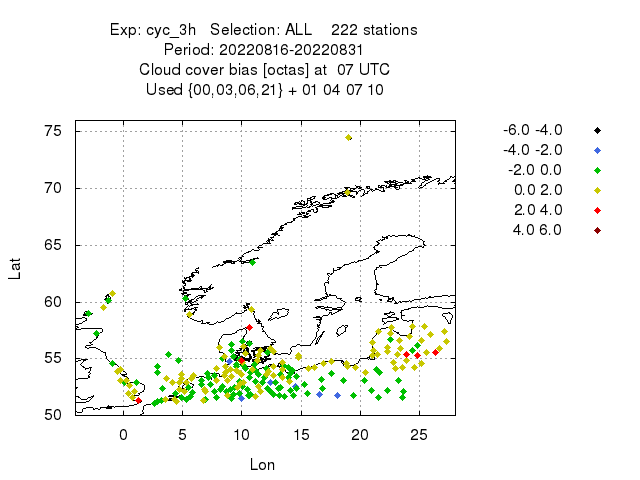 Exp: cyc_3h   Selection: ALL    222 stations
Period: 20220816-20220831
Cloud cover bias [octas] at  07 UTC
Used {00,03,06,21} + 01 04 07 10
75
70
65
60
55
50
Lat
0 5 10 15 20 25
Lon
-6.0 -4.0
-4.0 -2.0
-2.0 0.0
0.0 2.0
2.0 4.0
4.0 6.0